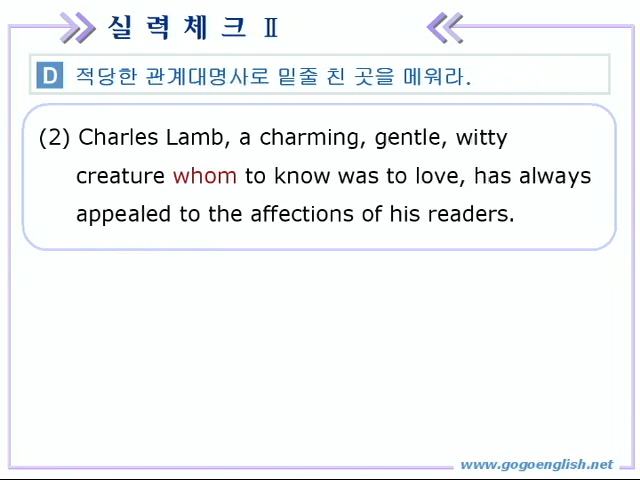 실 력 체 크 Ⅱ
D 적당한 관계대명사로 밑줄 친 곳을 메워라.
(2) Charles Lamb, a charming, gentle, witty
creature whom to know was to love, has always
appealed to the affections of his readers.
www.gogoenglish.net